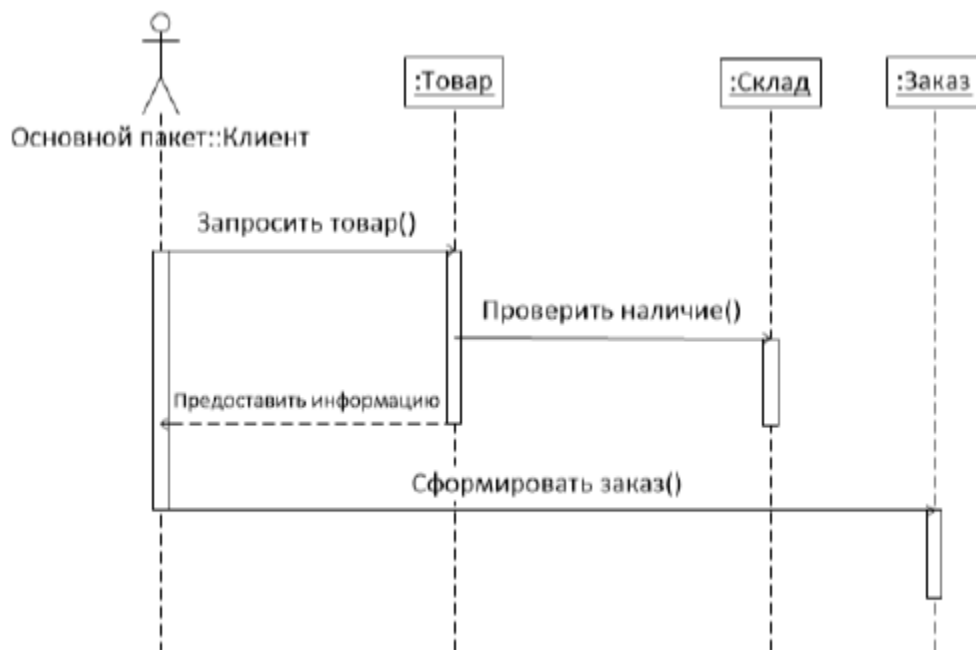 :Товар
:Склад
:Заказ
Основной пакет::Клиент
Запросить товар()
Проверить наличие()
Предоставить информацию
Сформировать заказ()